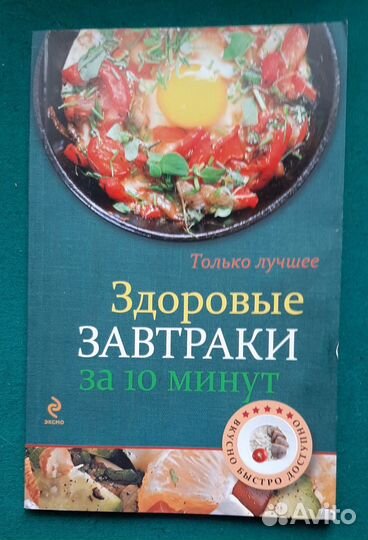 Только лучшее
Здоровые
ЗАВТРАКИ
за 10 минут
ВКУСНО БЫСТРО ДОСТУПНО
ЭКСМО
Avito